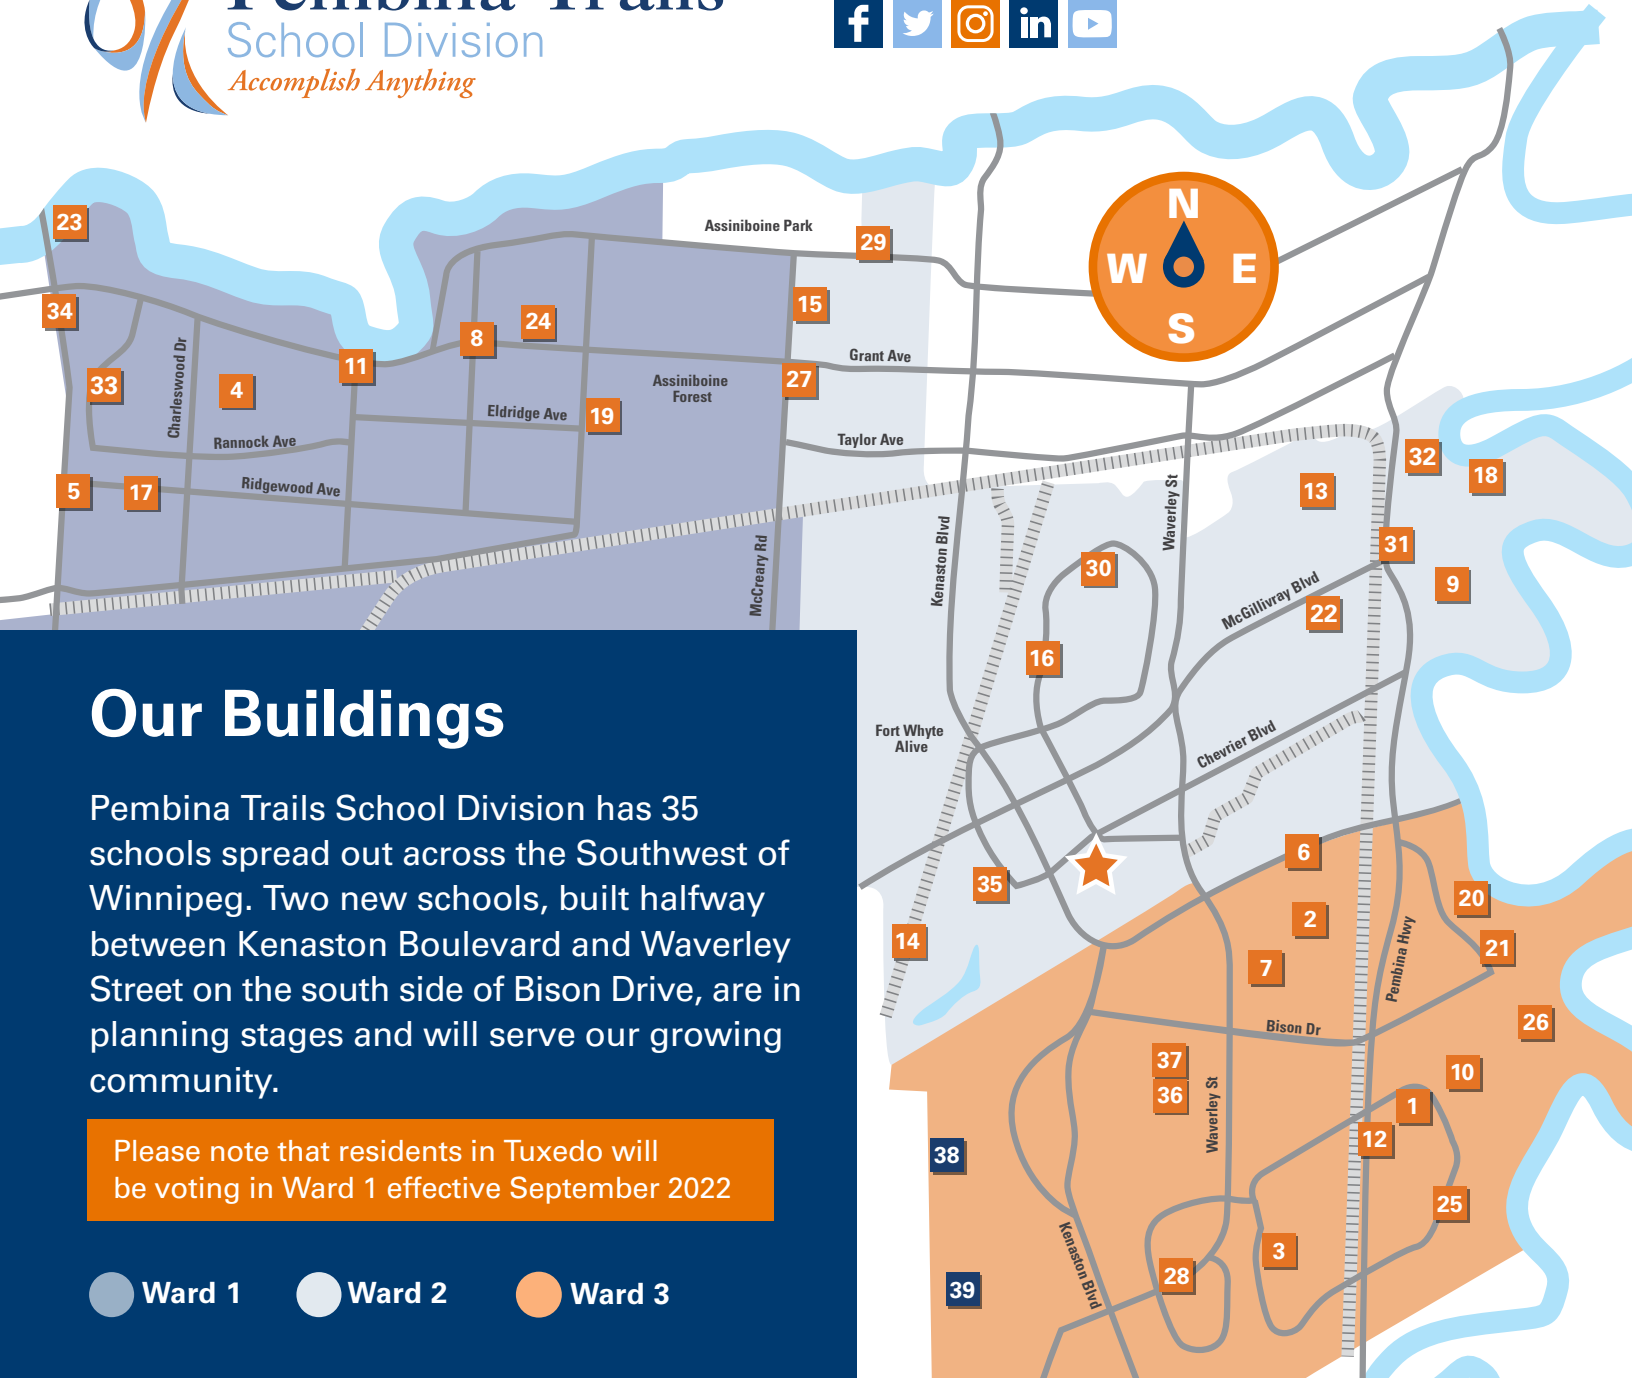 Pembina Trails
School Division
Accomplish Anything
f
in
N
W
E
S
Assiniboine Park
23
29
34
15
24
8
Grant Ave
11
Assiniboine
Forest
27
33
4
Charleswood Dr
Eldridge Ave
19
Rannock Ave
Taylor Ave
32
18
5
17
Ridgewood Ave
13
Kenaston Blvd
Waverley St
McCreary Rd
31
30
9
McGillivray Blvd
22
16
Fort Whyte
Alive
Chevrier Blvd
6
35
20
2
14
21
7
Pembina Hwy
26
Bison Dr
37
36
10
1
Waverley St
12
38
25
3
Kenaston Blvd
28
39
Our Buildings
Pembina Trails School Division has 35
schools spread out across the Southwest of
Winnipeg. Two new schools, built halfway
between Kenaston Boulevard and Waverley
Street on the south side of Bison Drive, are in
planning stages and will serve our growing
community.
Please note that residents in Tuxedo will
be voting in Ward 1 effective September 2022
Ward 1
Ward 2
Ward 3